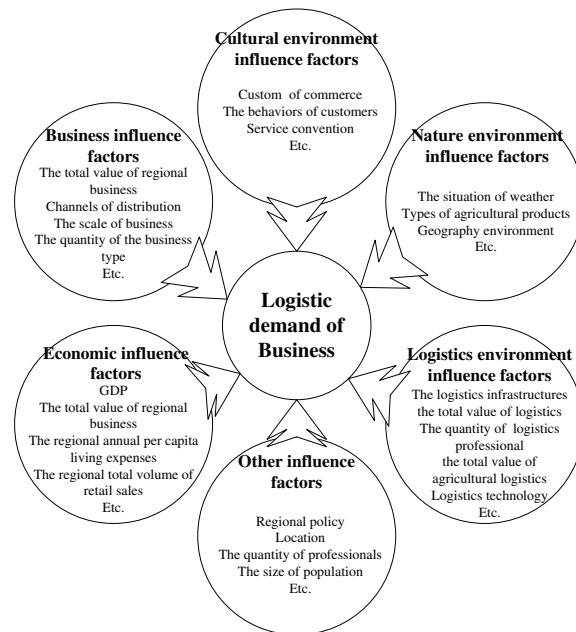 Cultural environment
influence factors
Custom of commerce
The behaviors of customers
Service convention
Etc.
Business influence
factors
The total value of regional
business
Channels of distribution
The scale of business
The quantity of the business
type
Etc.
Nature environment
influence factors
The situation of weather
Types of agricultural products
Geography environment
Etc.
Logistic
demand of
Business
Economic influence
factors
GDP
The total value of regional
business
The regional annual per capita
living expenses
The regional total volume of
retail sales
Etc.
Logistics environment
influence factors
The logistics infrastructures
the total value of logistics
The quantity of logistics
professional
the total value of
agricultural logistics
Logistics technology
Etc.
Other influence
factors
Regional policy
Location
The quantity of professionals
The size of population
Etc.